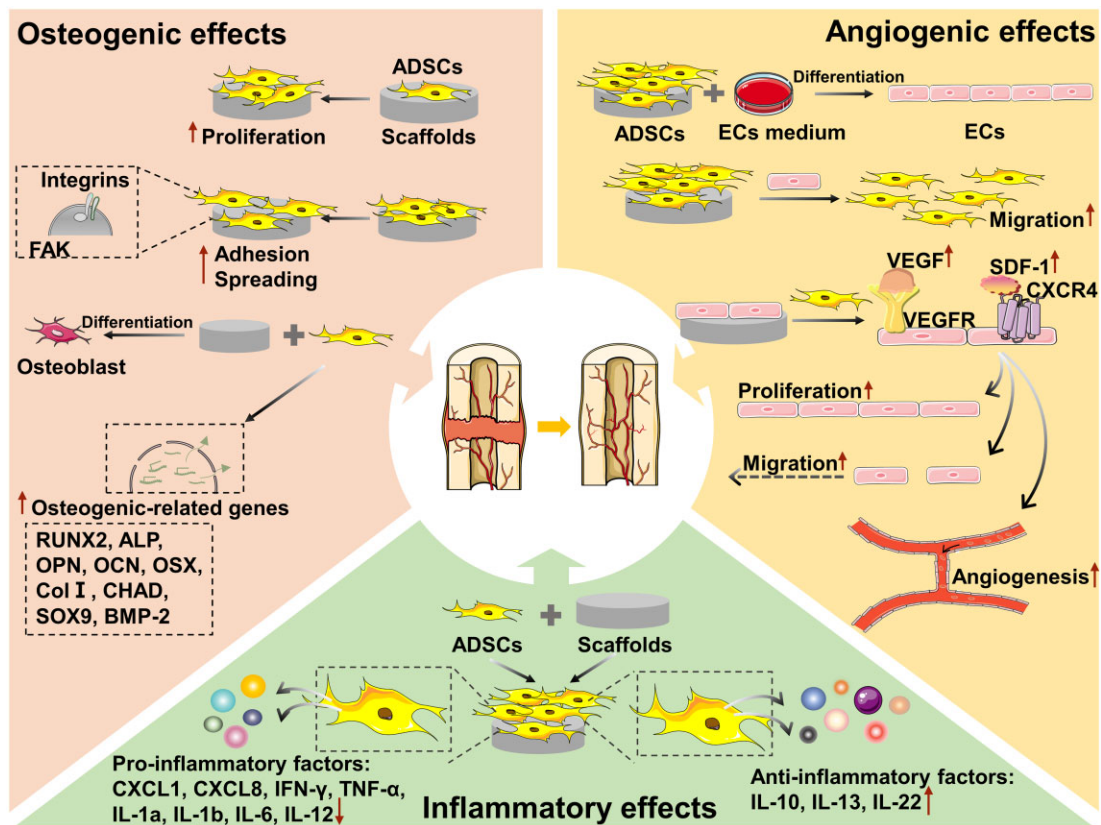 Osteogenic effects
ADSCs
Proliferation
Scaffolds
Integrins
FAK
Adhesion
Spreading
Differentiation
Osteoblast
Osteogenic-related genes
RUNX2, ALP,
OPN, OCN, OSX,
Col Ⅰ, CHAD,
SOX9, BMP-2
Angiogenic effects
Differentiation
ADSCs
ECs medium
ECs
Migration
VEGF
SDF-1
CXCR4
VEGFR
Proliferation
Migration
Angiogenesis
ADSCs
Scaffolds
Pro-inflammatory factors:
CXCL1, CXCL8, IFN-γ, TNF-α,
IL-1a, IL-1b, IL-6, IL-12
Anti-inflammatory factors:
IL-10, IL-13, IL-22
Inflammatory effects